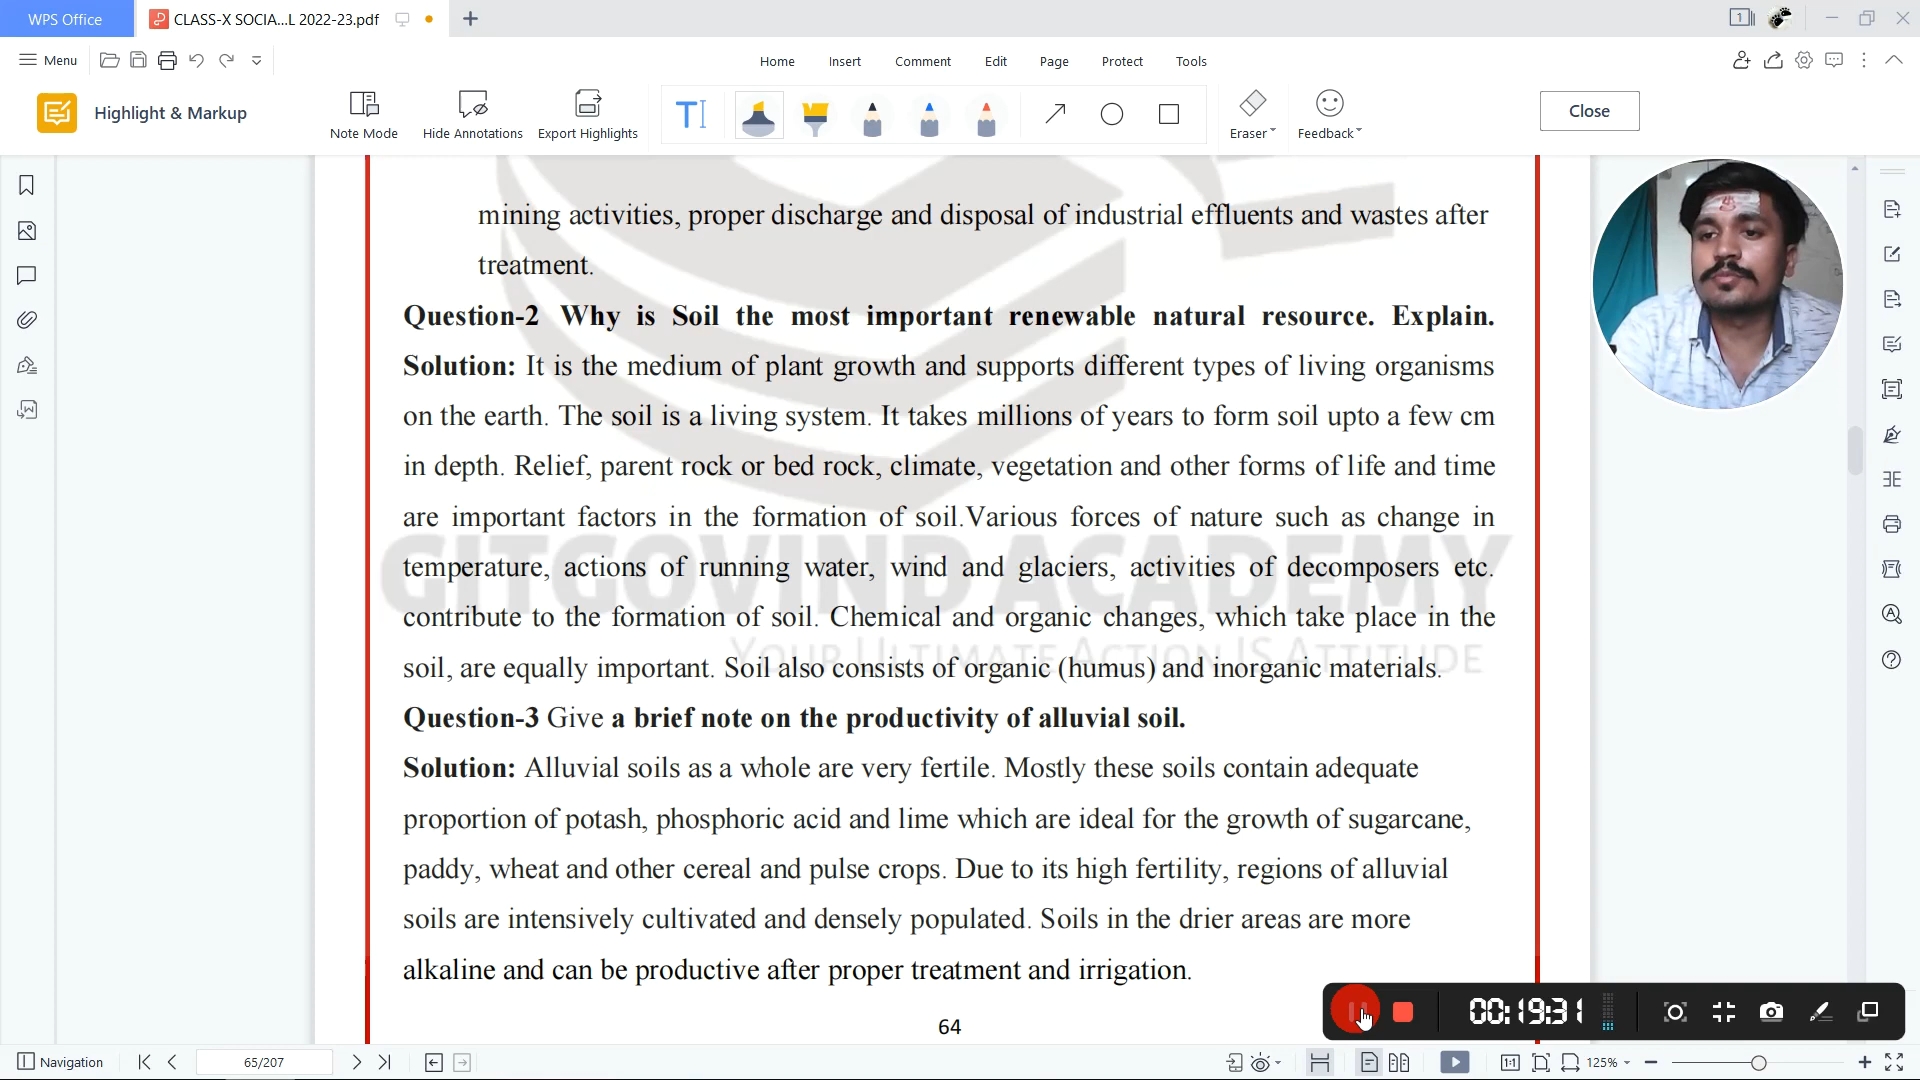 WPS Office
CLASS-X SOCIA...L 2022-23.pdf
Menu
Home Insert Comment Edit Page Protect Tools
Highlight & Markup
Note Mode Hide Annotations Export Highlights Eraser Feedback
Close
mining activities, proper discharge and disposal of industrial effluents and wastes after
treatment.
Question-2 Why is Soil the most important renewable natural resource. Explain.
Solution: It is the medium of plant growth and supports different types of living organisms
on the earth. The soil is a living system. It takes millions of years to form soil upto a few cm
in depth. Relief, parent rock or bed rock, climate, vegetation and other forms of life and time
are important factors in the formation of soil.Various forces of nature such as change in
GITGOVIND ACADEMY
temperature, actions of running water, wind and glaciers, activities of decomposers etc.
contribute to the formation of soil. Chemical and organic changes, which take place in the
YOUR ULTIMATE ACTION IS ATTITUDE
soil, are equally important. Soil also consists of organic (humus) and inorganic materials.
Question-3 Give a brief note on the productivity of alluvial soil.
Solution: Alluvial soils as a whole are very fertile. Mostly these soils contain adequate
proportion of potash, phosphoric acid and lime which are ideal for the growth of sugarcane,
paddy, wheat and other cereal and pulse crops. Due to its high fertility, regions of alluvial
soils are intensively cultivated and densely populated. Soils in the drier areas are more
alkaline and can be productive after proper treatment and irrigation.
64
00:19:31
Navigation 65/207 125%